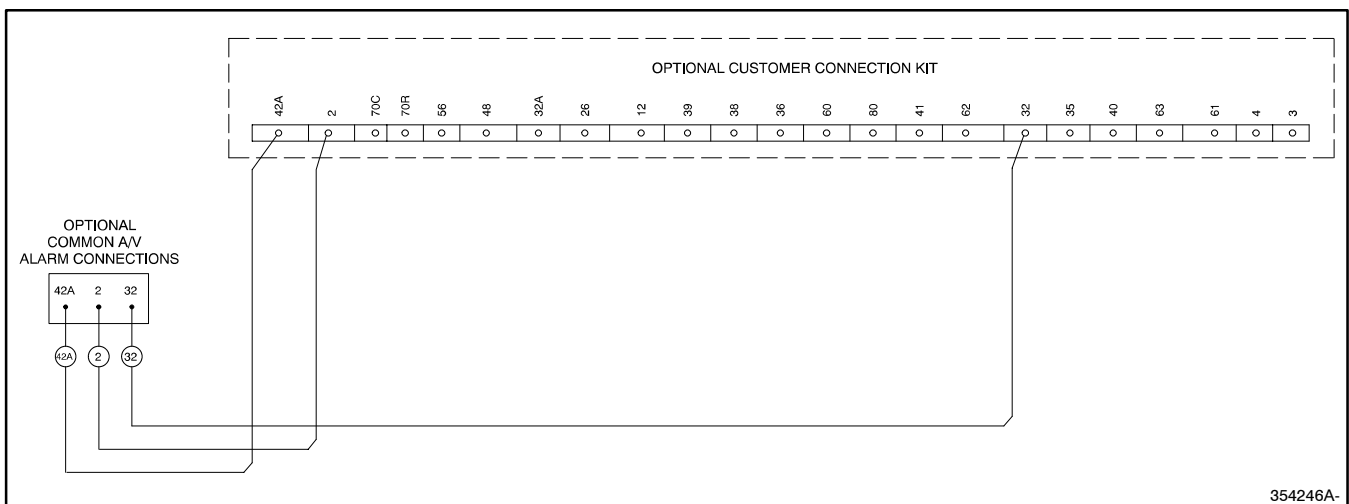 OPTIONAL CUSTOMER CONNECTION KIT
42A 2 70C 70R 56 48 32A 26 12 39 38 36 60 80 41 62 32 35 40 63 61 4 3
OPTIONAL
COMMON A/V
ALARM CONNECTIONS
42A 2 32
42A 2 32
354246A-